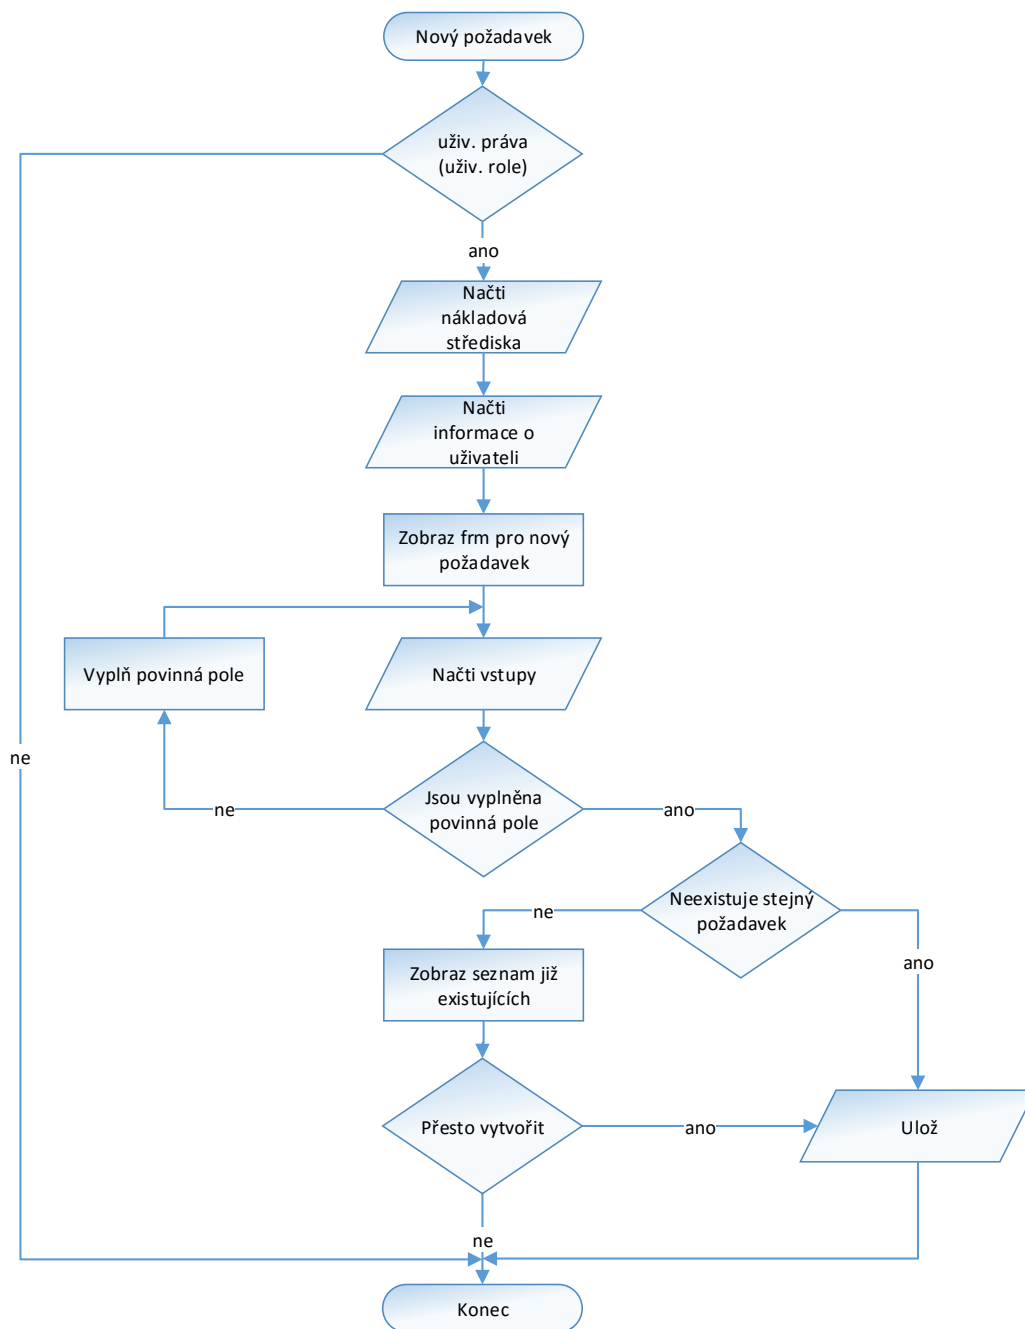 Nový požadavek
uživ. práva
(uživ. role)
ano
Načti
nákladová
střediska
Načti
informace o
uživateli
Zobraz frm pro nový
požadavek
Vyplň povinná pole
Načti vstupy
ne
Jsou vyplněna
povinná pole
ne
ano
Neexistuje stejný
požadavek
ne
ano
Zobraz seznam již
existujících
Přesto vytvořit
ano
Ulož
ne
Konec